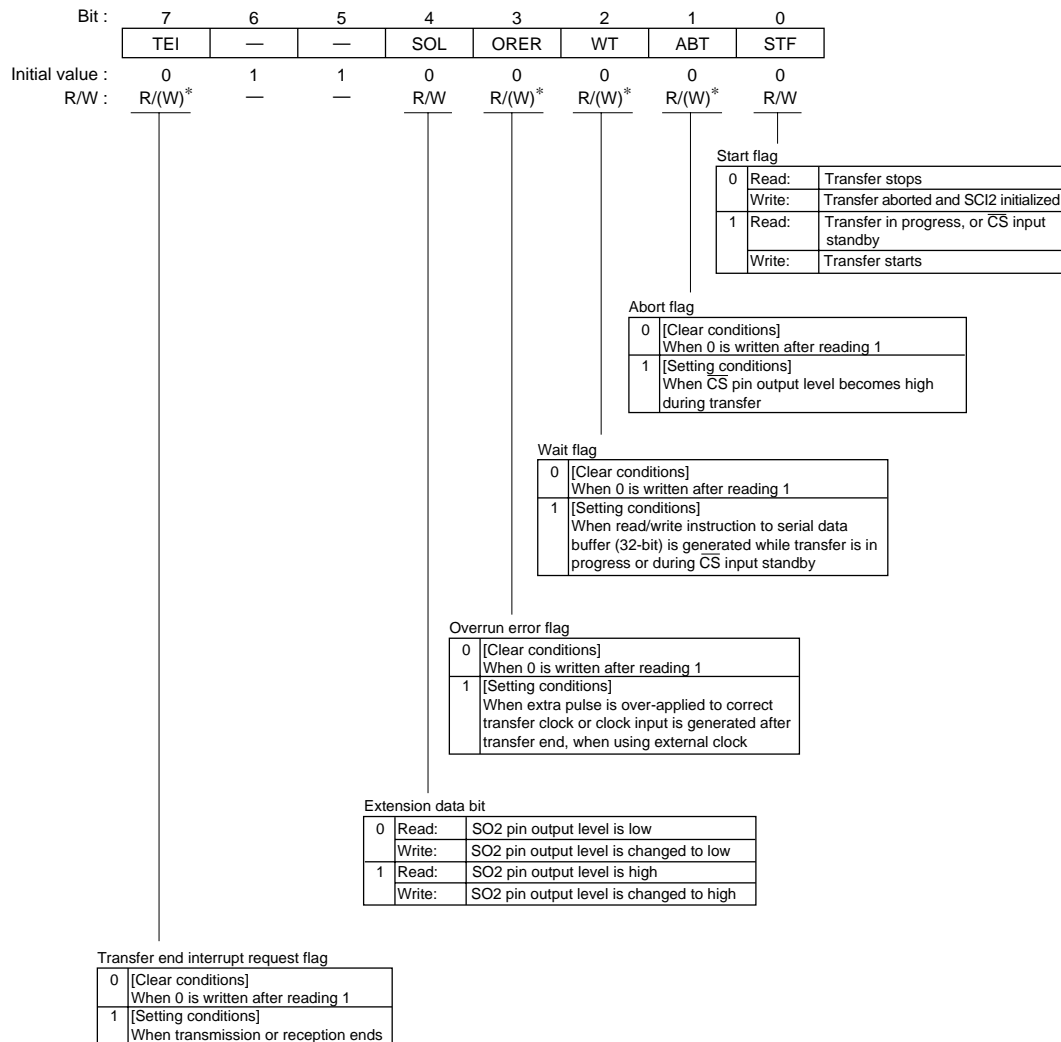 Bit : 7 6 5 4 3 2 1 0
TEI — — SOL ORER WT ABT STF
Initial value : 0 1 1 0 0 0 0 0
R/W : R/(W)* — — R/W R/(W)* R/(W)* R/(W)* R/W
Start flag
0 Read: Transfer stops
Write: Transfer aborted and SCI2 initialized
1 Read: Transfer in progress, or C̅S̅ input
standby
Write: Transfer starts
Abort flag
0 [Clear conditions]
When 0 is written after reading 1
1 [Setting conditions]
When C̅S̅ pin output level becomes high
during transfer
Wait flag
0 [Clear conditions]
When 0 is written after reading 1
1 [Setting conditions]
When read/write instruction to serial data
buffer (32-bit) is generated while transfer is in
progress or during C̅S̅ input standby
Overrun error flag
0 [Clear conditions]
When 0 is written after reading 1
1 [Setting conditions]
When extra pulse is over-applied to correct
transfer clock or clock input is generated after
transfer end, when using external clock
Extension data bit
0 Read: SO2 pin output level is low
Write: SO2 pin output level is changed to low
1 Read: SO2 pin output level is high
Write: SO2 pin output level is changed to high
Transfer end interrupt request flag
0 [Clear conditions]
When 0 is written after reading 1
1 [Setting conditions]
When transmission or reception ends